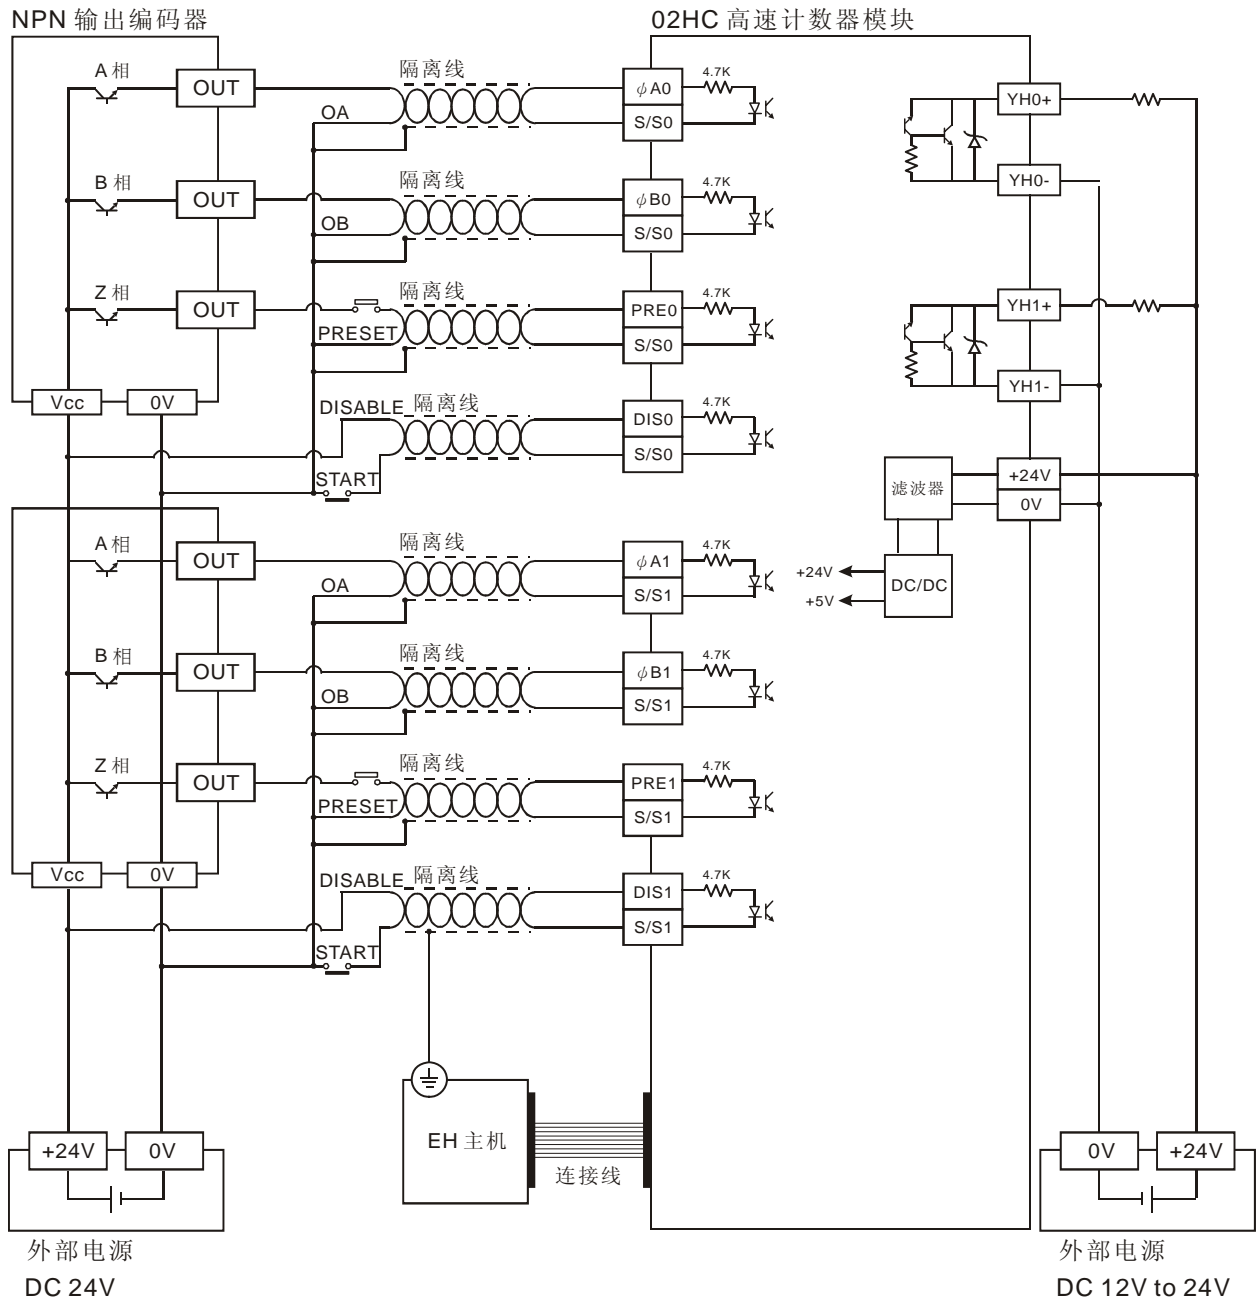 NPN 输出编码器
02HC 高速计数器模块
A 相
OUT
OA
隔离线
ϕA0
S/S0
4.7K
YH0+
B 相
OUT
OB
隔离线
ϕB0
S/S0
4.7K
YH0-
Z 相
OUT
PRESET
隔离线
PRE0
S/S0
4.7K
YH1+
YH1-
Vcc
0V
DISABLE
隔离线
START
DIS0
S/S0
4.7K
滤波器
+24V
0V
A 相
OUT
OA
隔离线
ϕA1
S/S1
4.7K
+24V
+5V
DC/DC
B 相
OUT
OB
隔离线
ϕB1
S/S1
4.7K
Z 相
OUT
PRESET
隔离线
PRE1
S/S1
4.7K
Vcc
0V
DISABLE
隔离线
START
DIS1
S/S1
4.7K
EH 主机
连接线
+24V
0V
外部电源
DC 24V
0V
+24V
外部电源
DC 12V to 24V